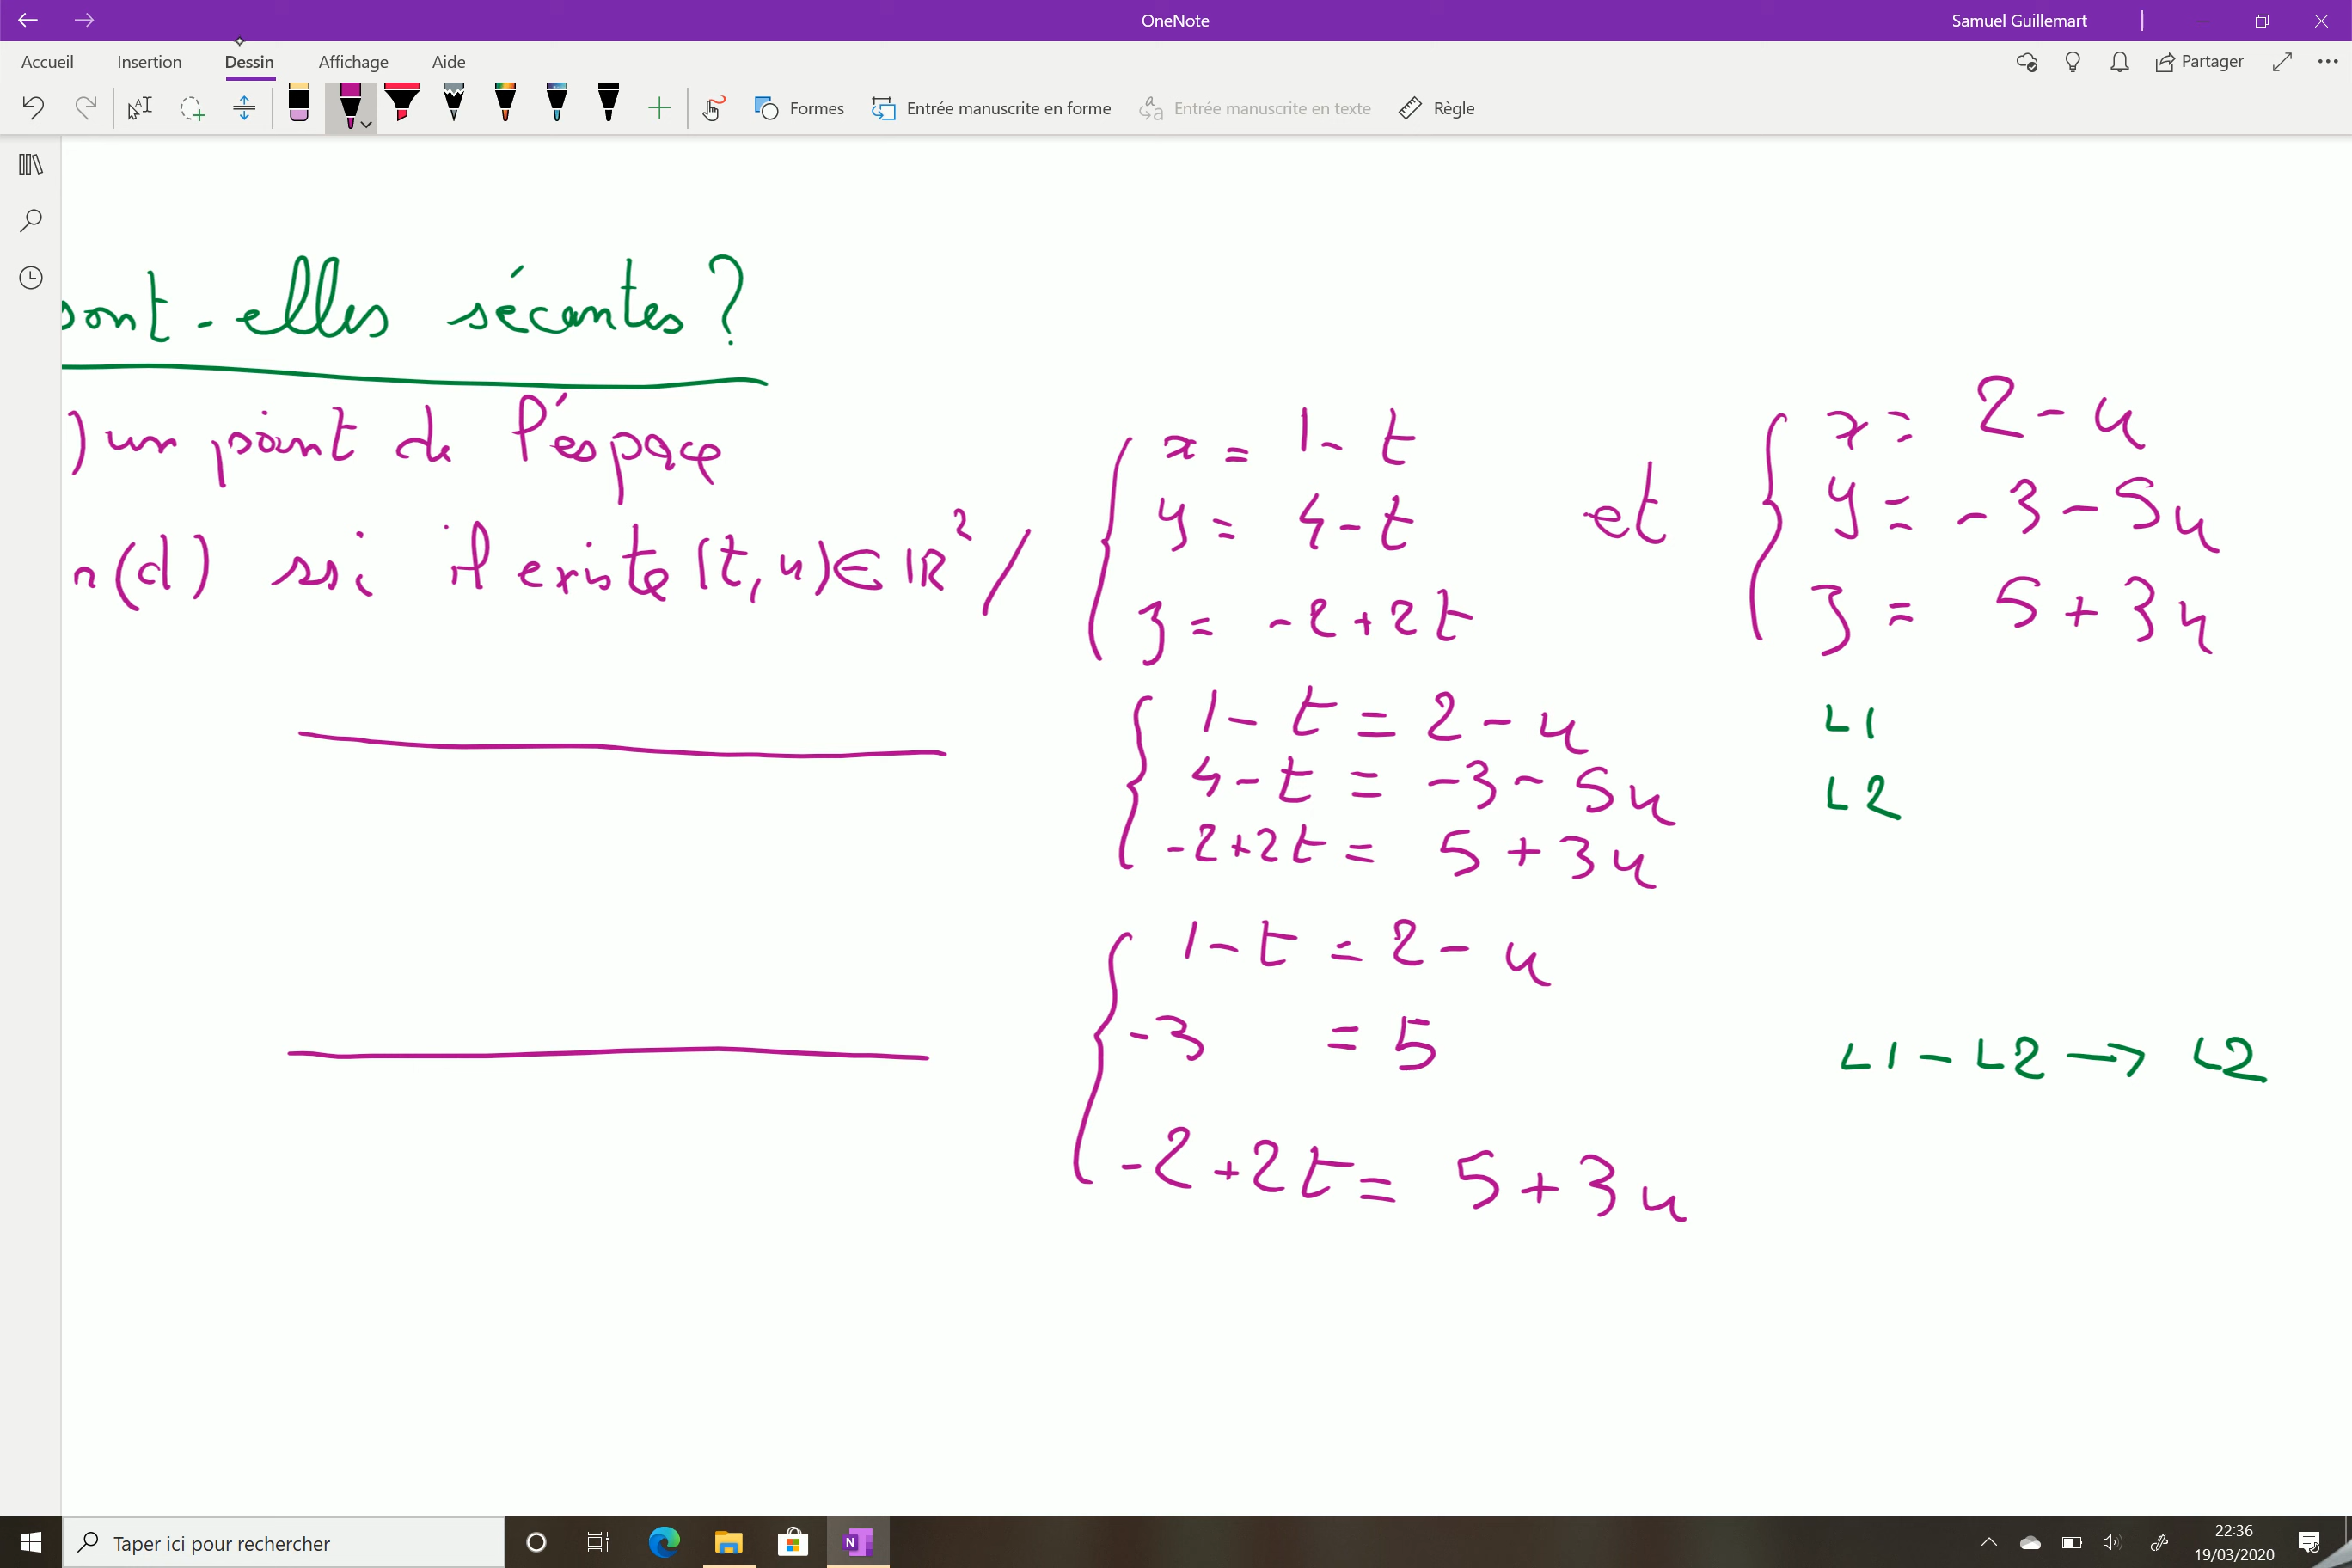 OneNote
Samuel Guillemart
Accueil Insertion Dessin Affichage Aide
Partager
Formes Entrée manuscrite en forme Entrée manuscrite en texte Règle
sont-elles sécantes ?
) un point de l'espace
n(d) ssi il existe (t, u) ∈ ℝ² /
{ x = 1 - t
y = 4 - t
z = -2 + 2t
et
{ x = 2 - u
y = -3 - 5u
z = 5 + 3u
{ 1 - t = 2 - u L1
4 - t = -3 - 5u L2
-2 + 2t = 5 + 3u
{ 1 - t = 2 - u
-3 = 5 L1 - L2 → L2
-2 + 2t = 5 + 3u
Taper ici pour rechercher
22:36
19/03/2020